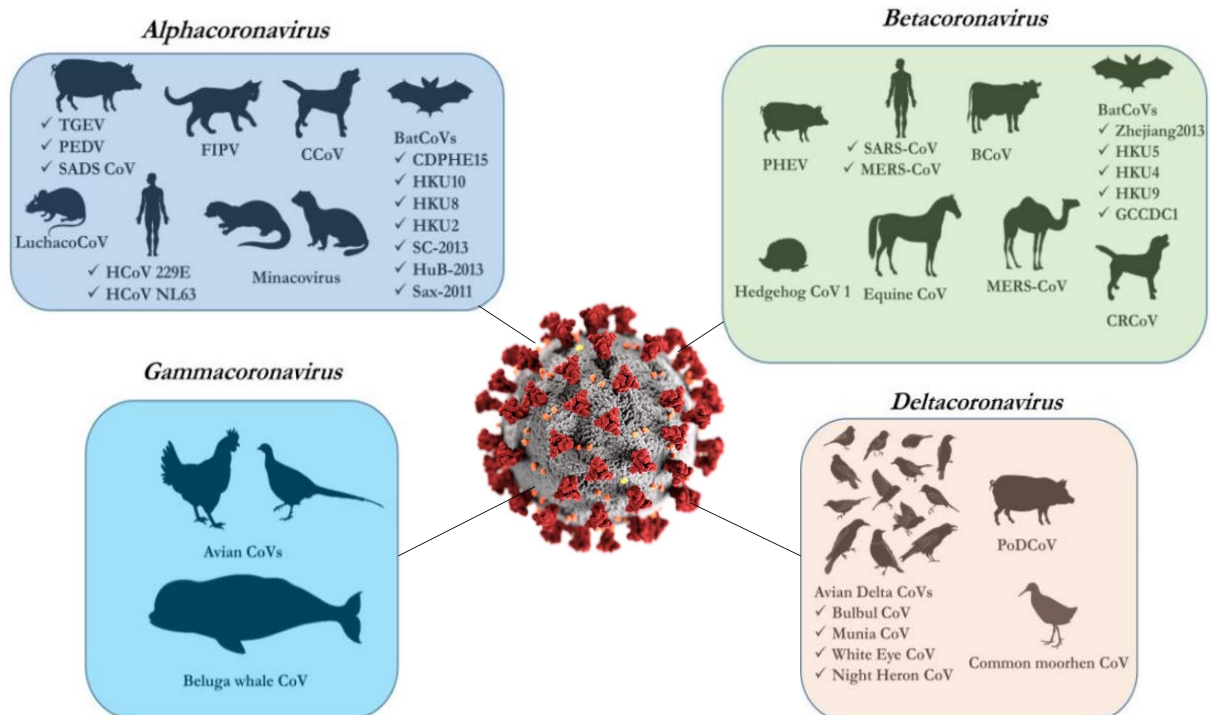 Alphacoronavirus
✓ TGEV
✓ PEDV
✓ SADS CoV
FIPV
CCoV
BatCoVs
✓ CDPHE15
✓ HKU10
✓ HKU8
✓ HKU2
✓ SC-2013
✓ HuB-2013
✓ Sax-2011
LuchacoCoV
✓ HCoV 229E
✓ HCoV NL63
Minacovirus
Betacoronavirus
PHEV
✓ SARS-CoV
✓ MERS-CoV
BCoV
BatCoVs
✓ Zhejiang2013
✓ HKU5
✓ HKU4
✓ HKU9
✓ GCCDC1
Hedgehog CoV 1
Equine CoV
MERS-CoV
CRCoV
Gammacoronavirus
Avian CoVs
Beluga whale CoV
Deltacoronavirus
Avian Delta CoVs
✓ Bulbul CoV
✓ Munia CoV
✓ White Eye CoV
✓ Night Heron CoV
PoDCoV
Common moorhen CoV